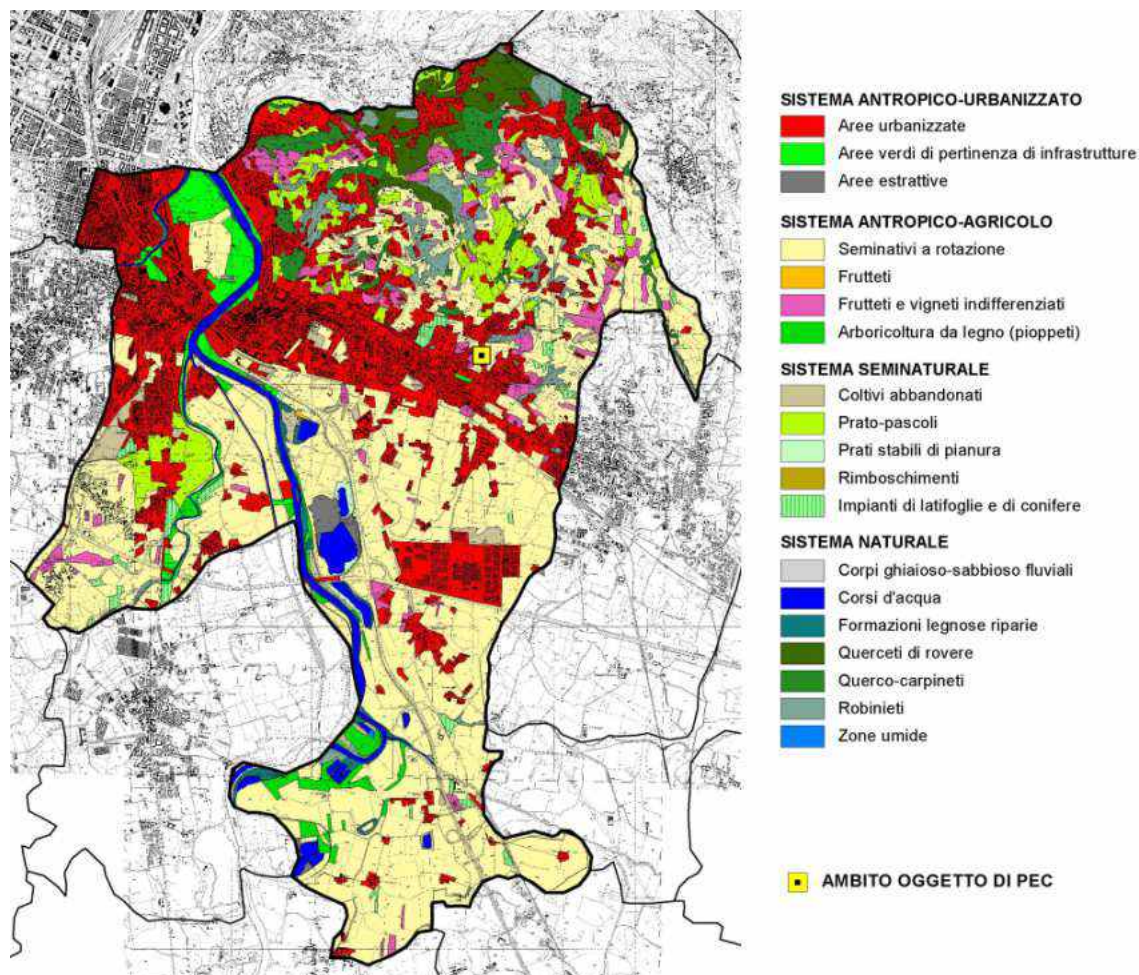 SISTEMA ANTROPICO-URBANIZZATO
Aree urbanizzate
Aree verdi di pertinenza di infrastrutture
Aree estrattive
SISTEMA ANTROPICO-AGRICOLO
Seminativi a rotazione
Frutteti
Frutteti e vigneti indifferenziati
Arboricoltura da legno (pioppeti)
SISTEMA SEMINATURALE
Coltivi abbandonati
Prato-pascoli
Prati stabili di pianura
Rimboschimenti
Impianti di latifoglie e di conifere
SISTEMA NATURALE
Corpi ghiaioso-sabbioso fluviali
Corsi d'acqua
Formazioni legnose riparie
Querceti di rovere
Querco-carpineti
Robinieti
Zone umide
AMBITO OGGETTO DI PEC